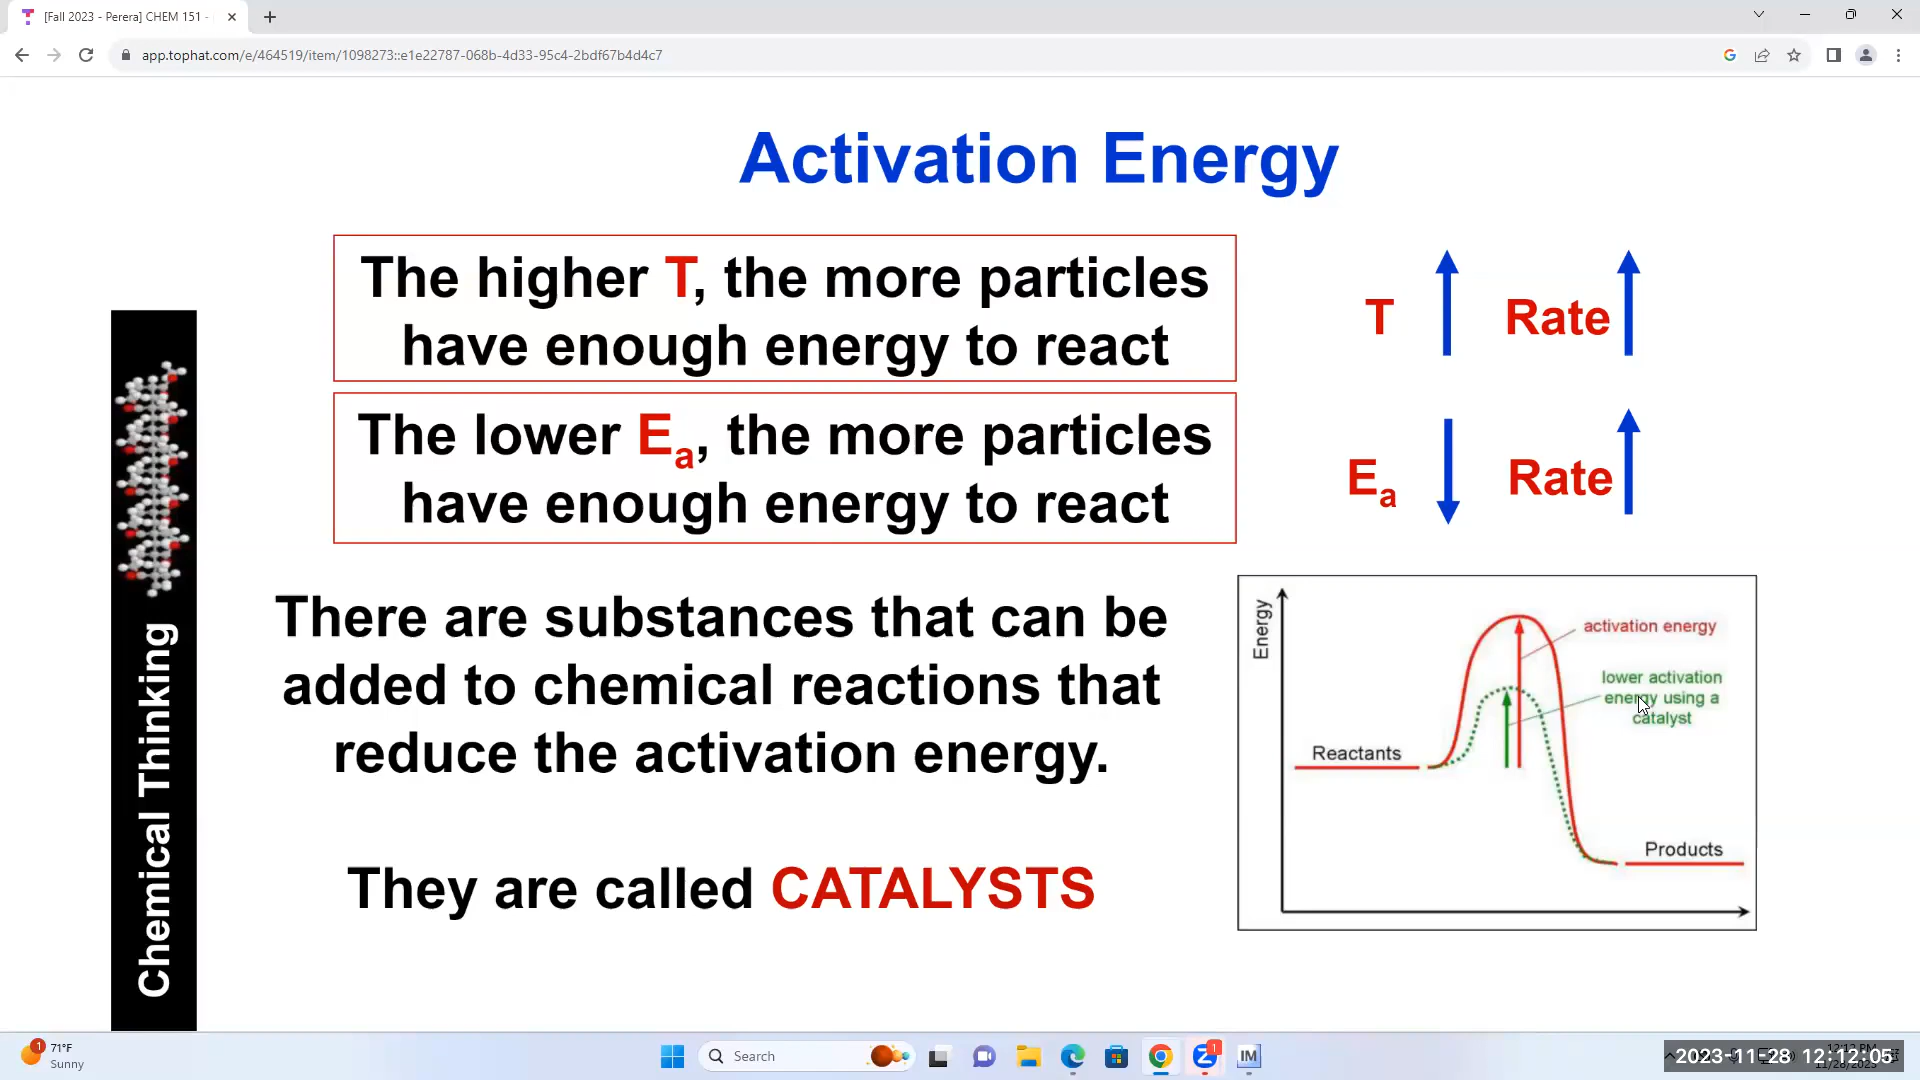 [Fall 2023 - Perera] CHEM 151 -
app.tophat.com/e/464519/item/1098273::e1e22787-068b-4d33-95c4-2bdf67b4d4c7
Activation Energy
The higher T, the more particles
have enough energy to react
T Rate
The lower Ea, the more particles
have enough energy to react
Ea Rate
There are substances that can be
added to chemical reactions that
reduce the activation energy.
They are called CATALYSTS
Chemical Thinking
Energy
activation energy
lower activation
energy using a
catalyst
Reactants
Products
1
71°F
Sunny
Search
1
IM
2023-11-28 12:12:05